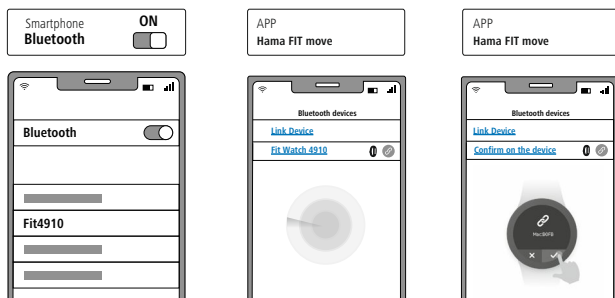 Smartphone
ON
Bluetooth
Bluetooth
Fit4910
APP
Hama FIT move
Bluetooth devices
Link Device
Fit Watch 4910
APP
Hama FIT move
Bluetooth devices
Link Device
Confirm on the device